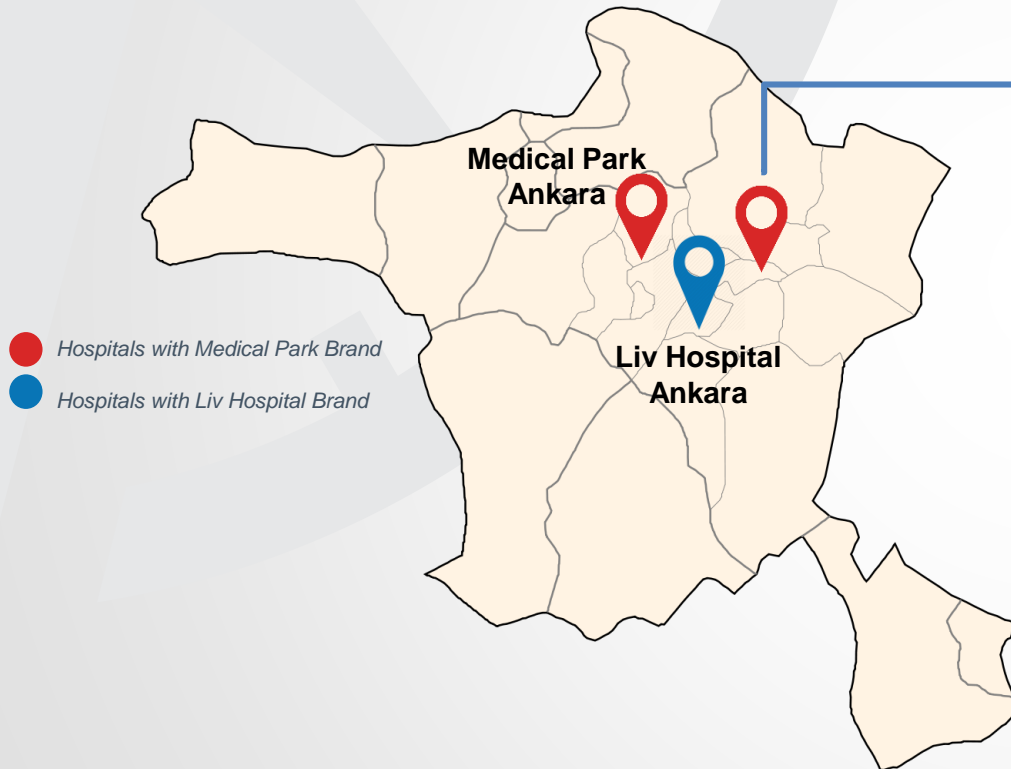 Medical Park
Ankara
Liv Hospital
Ankara
Hospitals with Medical Park Brand
Hospitals with Liv Hospital Brand